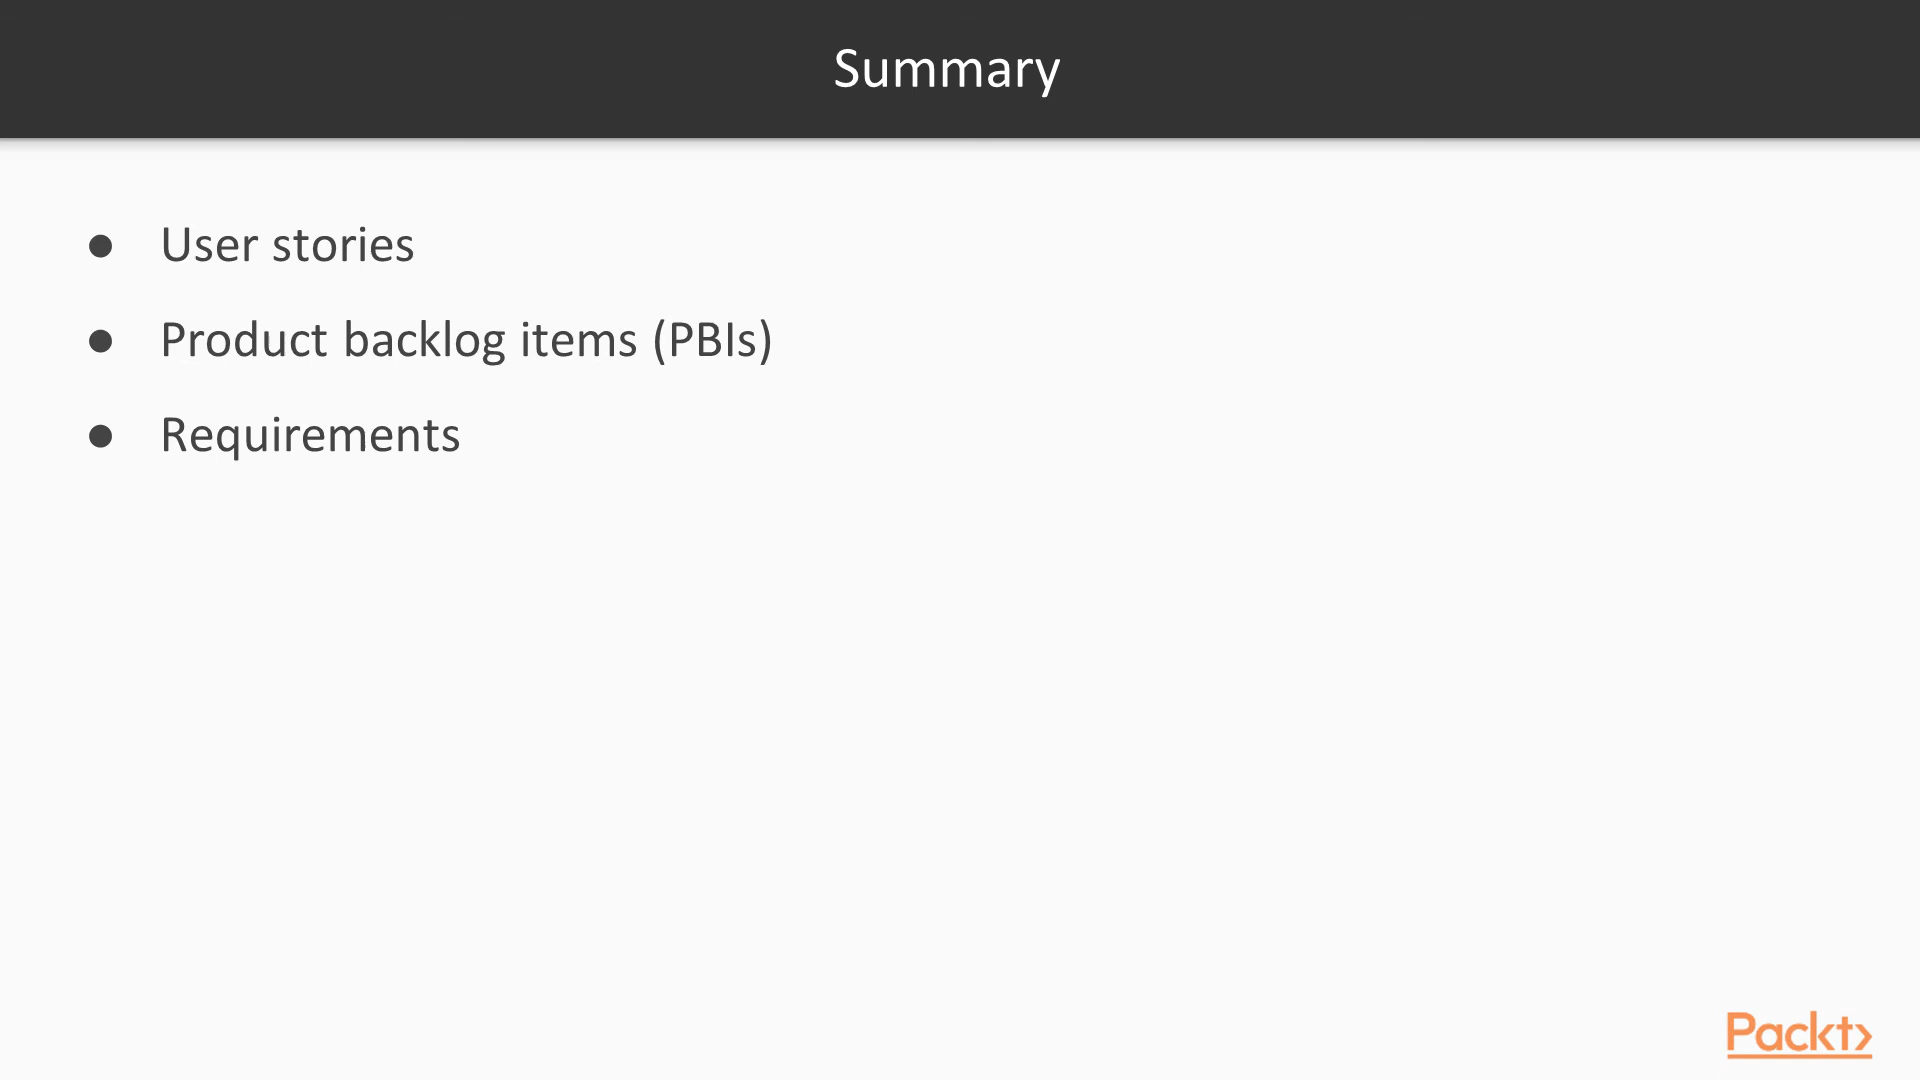 Summary
● User stories
● Product backlog items (PBIs)
● Requirements
Packt>